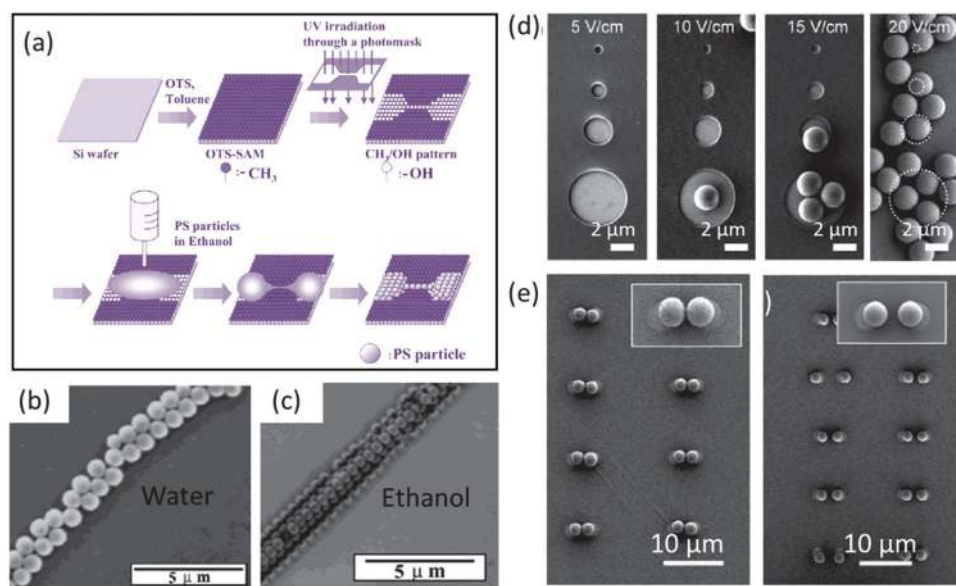 (a)
UV irradiation
through a photomask
OTS,
Toluene
Si wafer
OTS-SAM
:-CH₃
CH₃/OH pattern
:-OH
PS particles
in Ethanol
:PS particle
(b)
Water
5 μm
(c)
Ethanol
5 μm
(d)
5 V/cm
10 V/cm
15 V/cm
20 V/cm
2 μm
2 μm
2 μm
2 μm
(e)
10 μm
)
10 μm